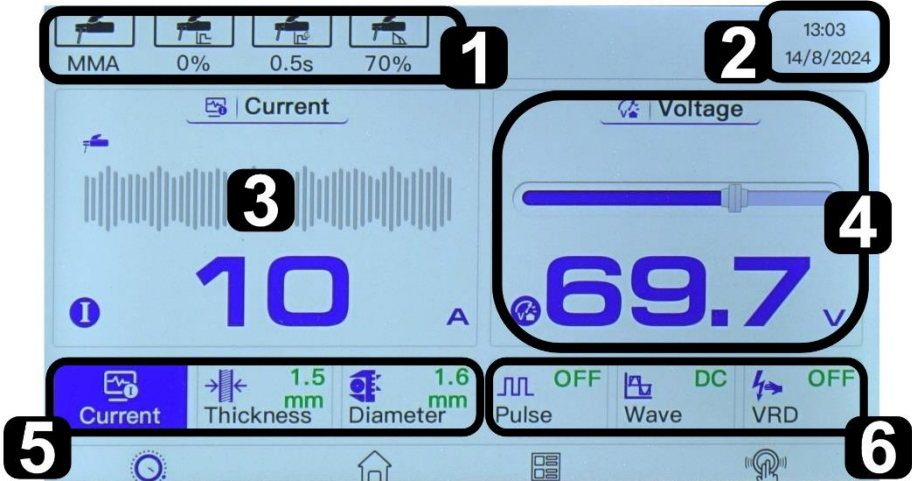 MMA 0% 0.5s 70%
1
2
13:03
14/8/2024
Current
3
10
I
A
Voltage
4
69.7
V
5
Current
Thickness 1.5 mm
Diameter 1.6 mm
Pulse OFF
Wave DC
VRD OFF
6